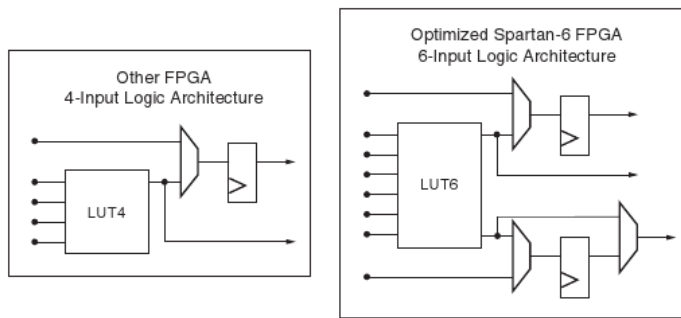 Other FPGA
4-Input Logic Architecture
LUT4
Optimized Spartan-6 FPGA
6-Input Logic Architecture
LUT6